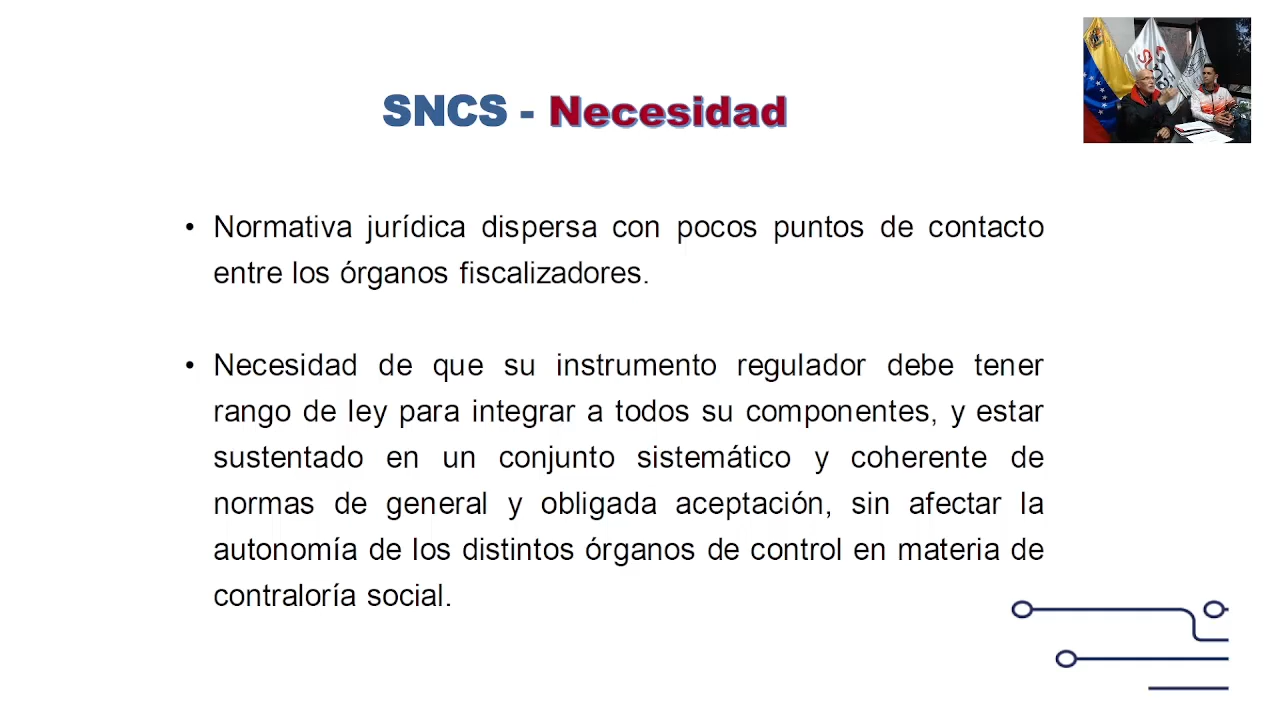 SNCS - Necesidad
• Normativa jurídica dispersa con pocos puntos de contacto
entre los órganos fiscalizadores.
• Necesidad de que su instrumento regulador debe tener
rango de ley para integrar a todos su componentes, y estar
sustentado en un conjunto sistemático y coherente de
normas de general y obligada aceptación, sin afectar la
autonomía de los distintos órganos de control en materia de
contraloría social.